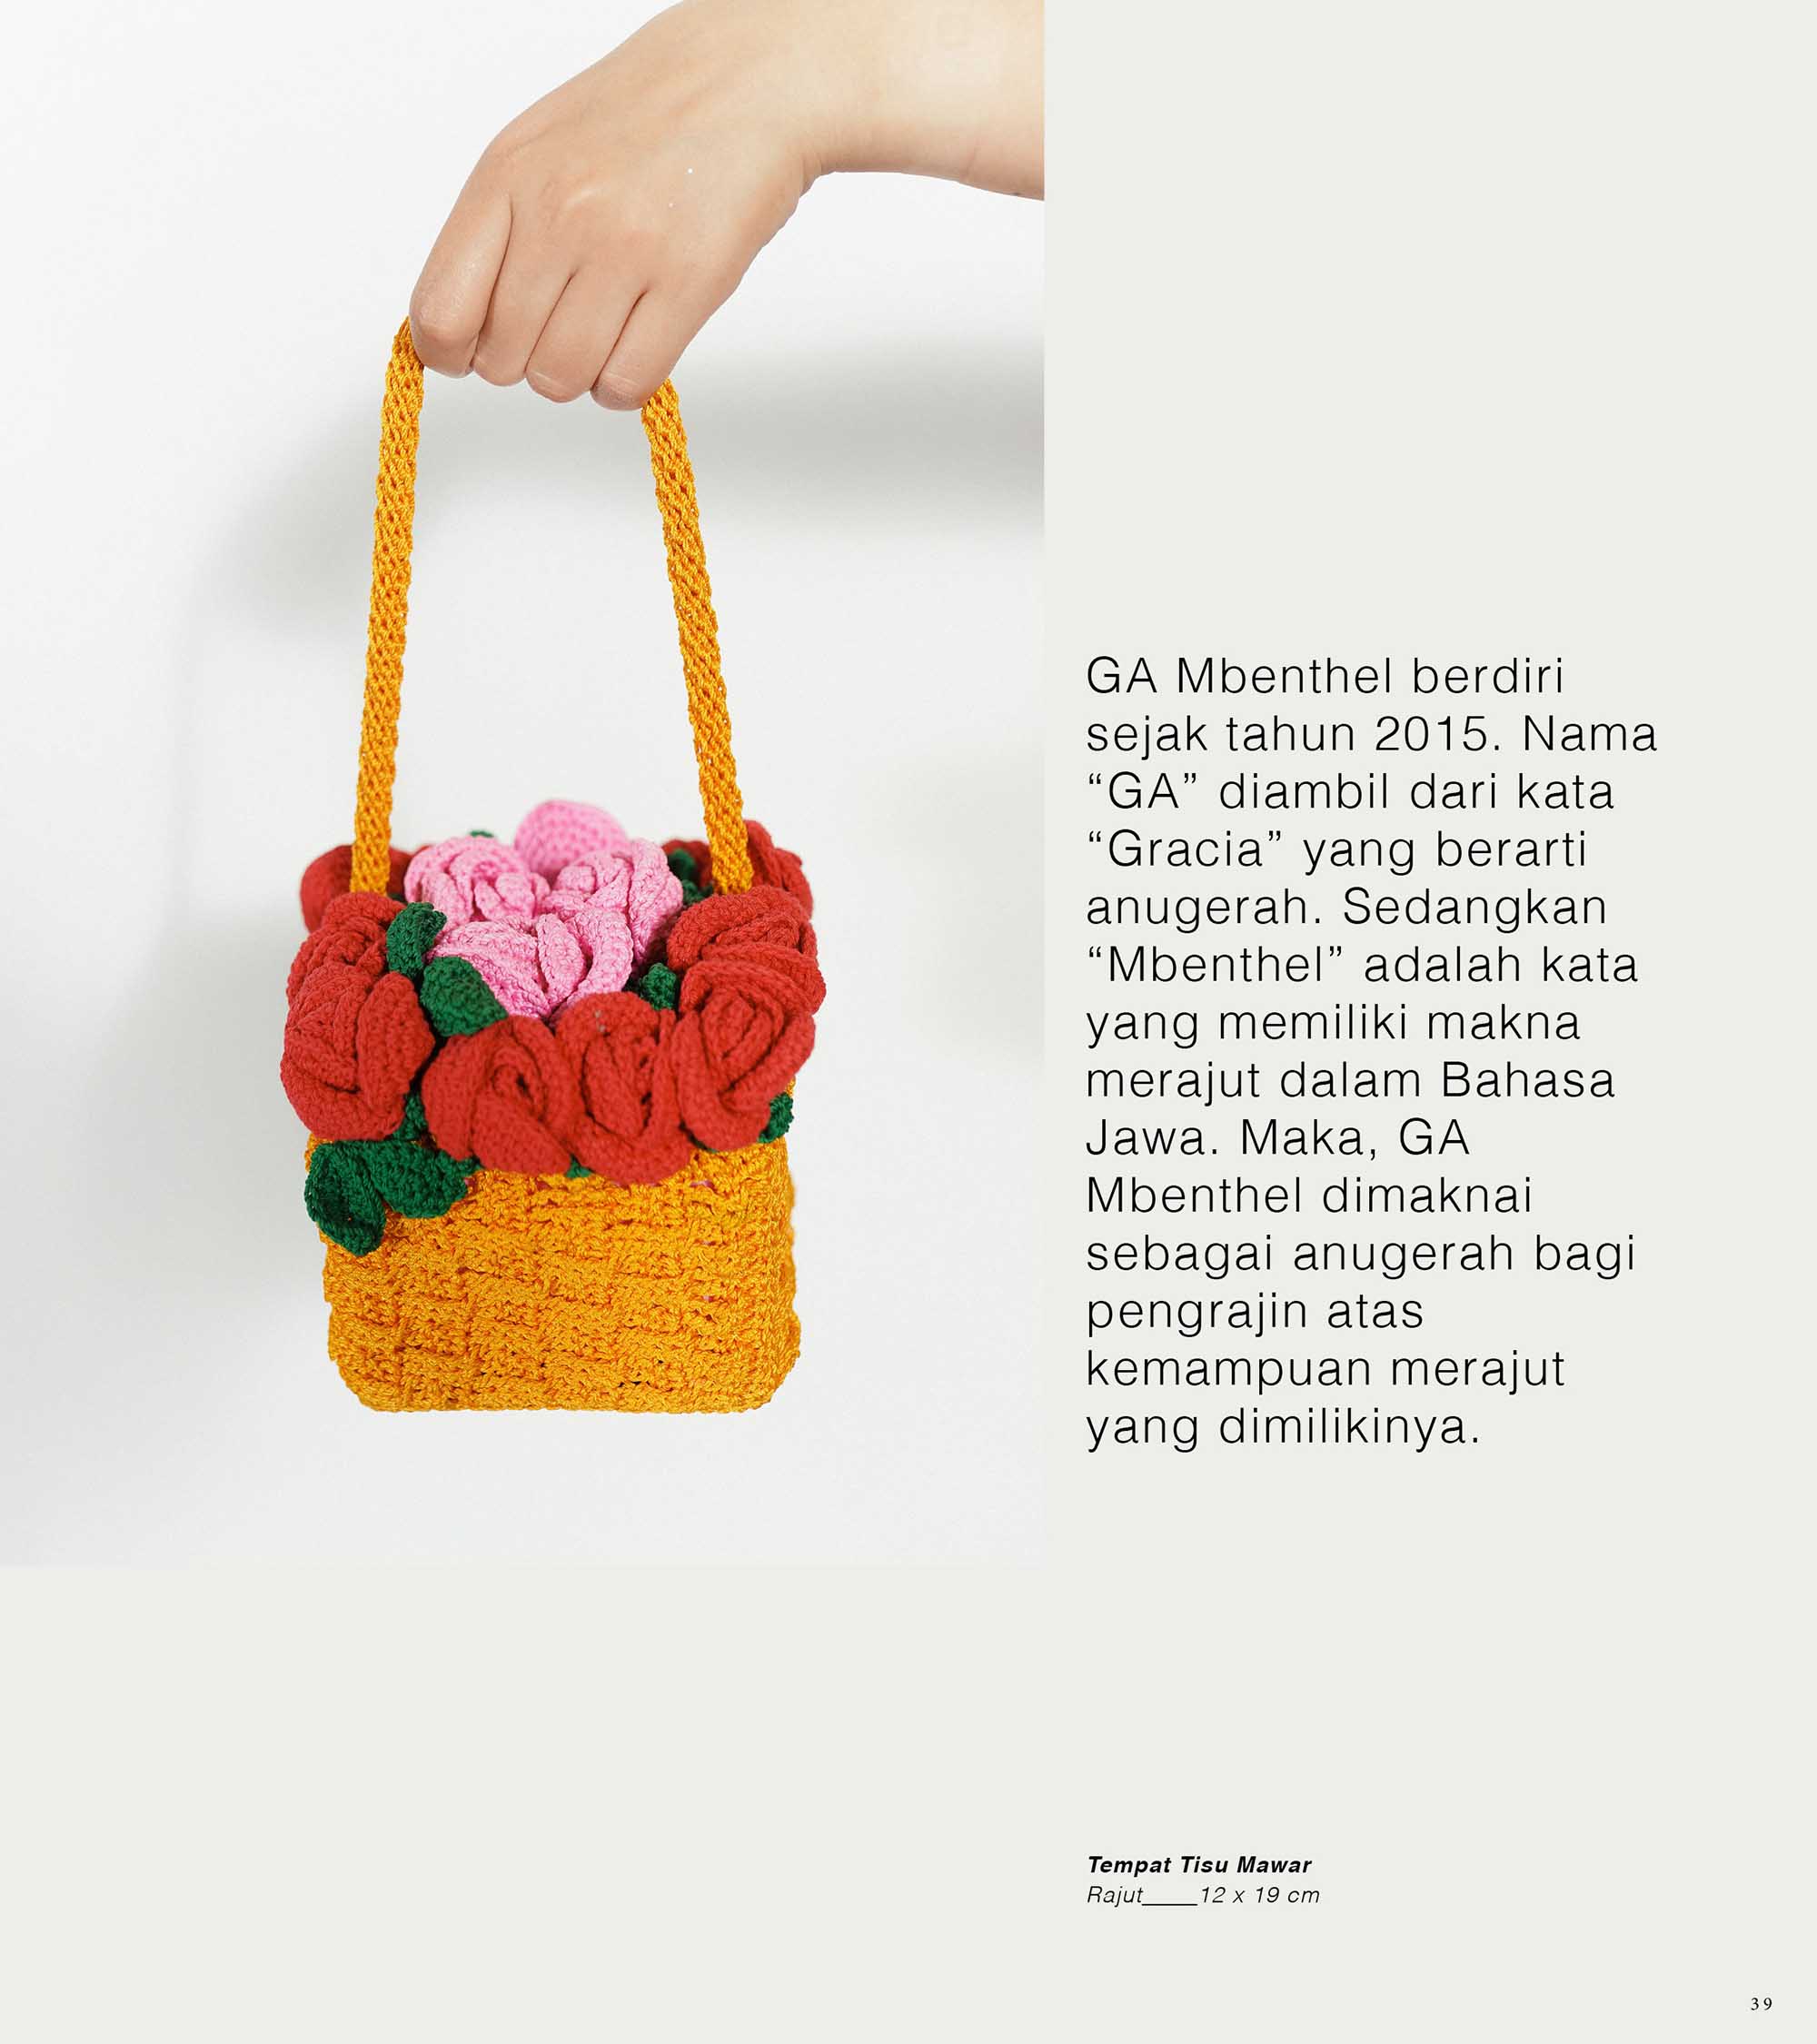 GA Mbenthel berdiri
sejak tahun 2015. Nama
“GA” diambil dari kata
“Gracia” yang berarti
anugerah. Sedangkan
“Mbenthel” adalah kata
yang memiliki makna
merajut dalam Bahasa
Jawa. Maka, GA
Mbenthel dimaknai
sebagai anugerah bagi
pengrajin atas
kemampuan merajut
yang dimilikinya.
Tempat Tisu Mawar
Rajut____12 x 19 cm
39